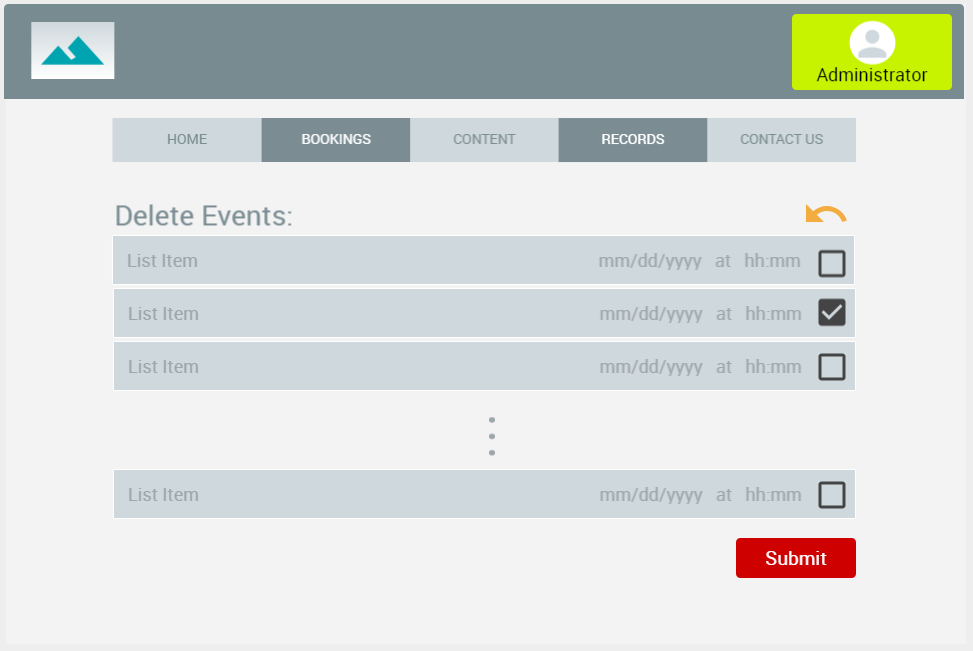 Administrator
HOME BOOKINGS CONTENT RECORDS CONTACT US
Delete Events:
List Item mm/dd/yyyy at hh:mm
List Item mm/dd/yyyy at hh:mm
List Item mm/dd/yyyy at hh:mm
List Item mm/dd/yyyy at hh:mm
Submit